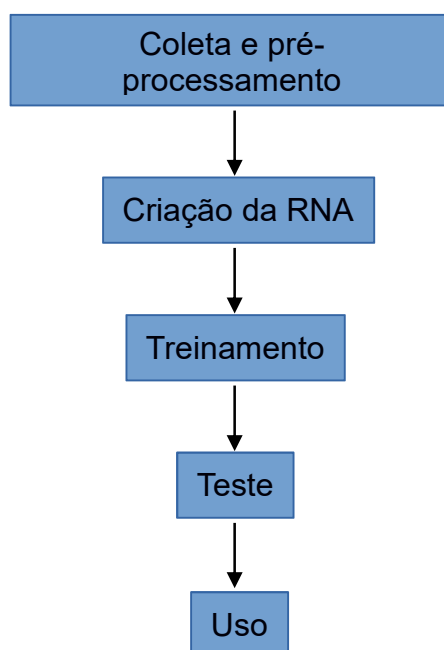 Coleta e pré-
processamento
Criação da RNA
Treinamento
Teste
Uso